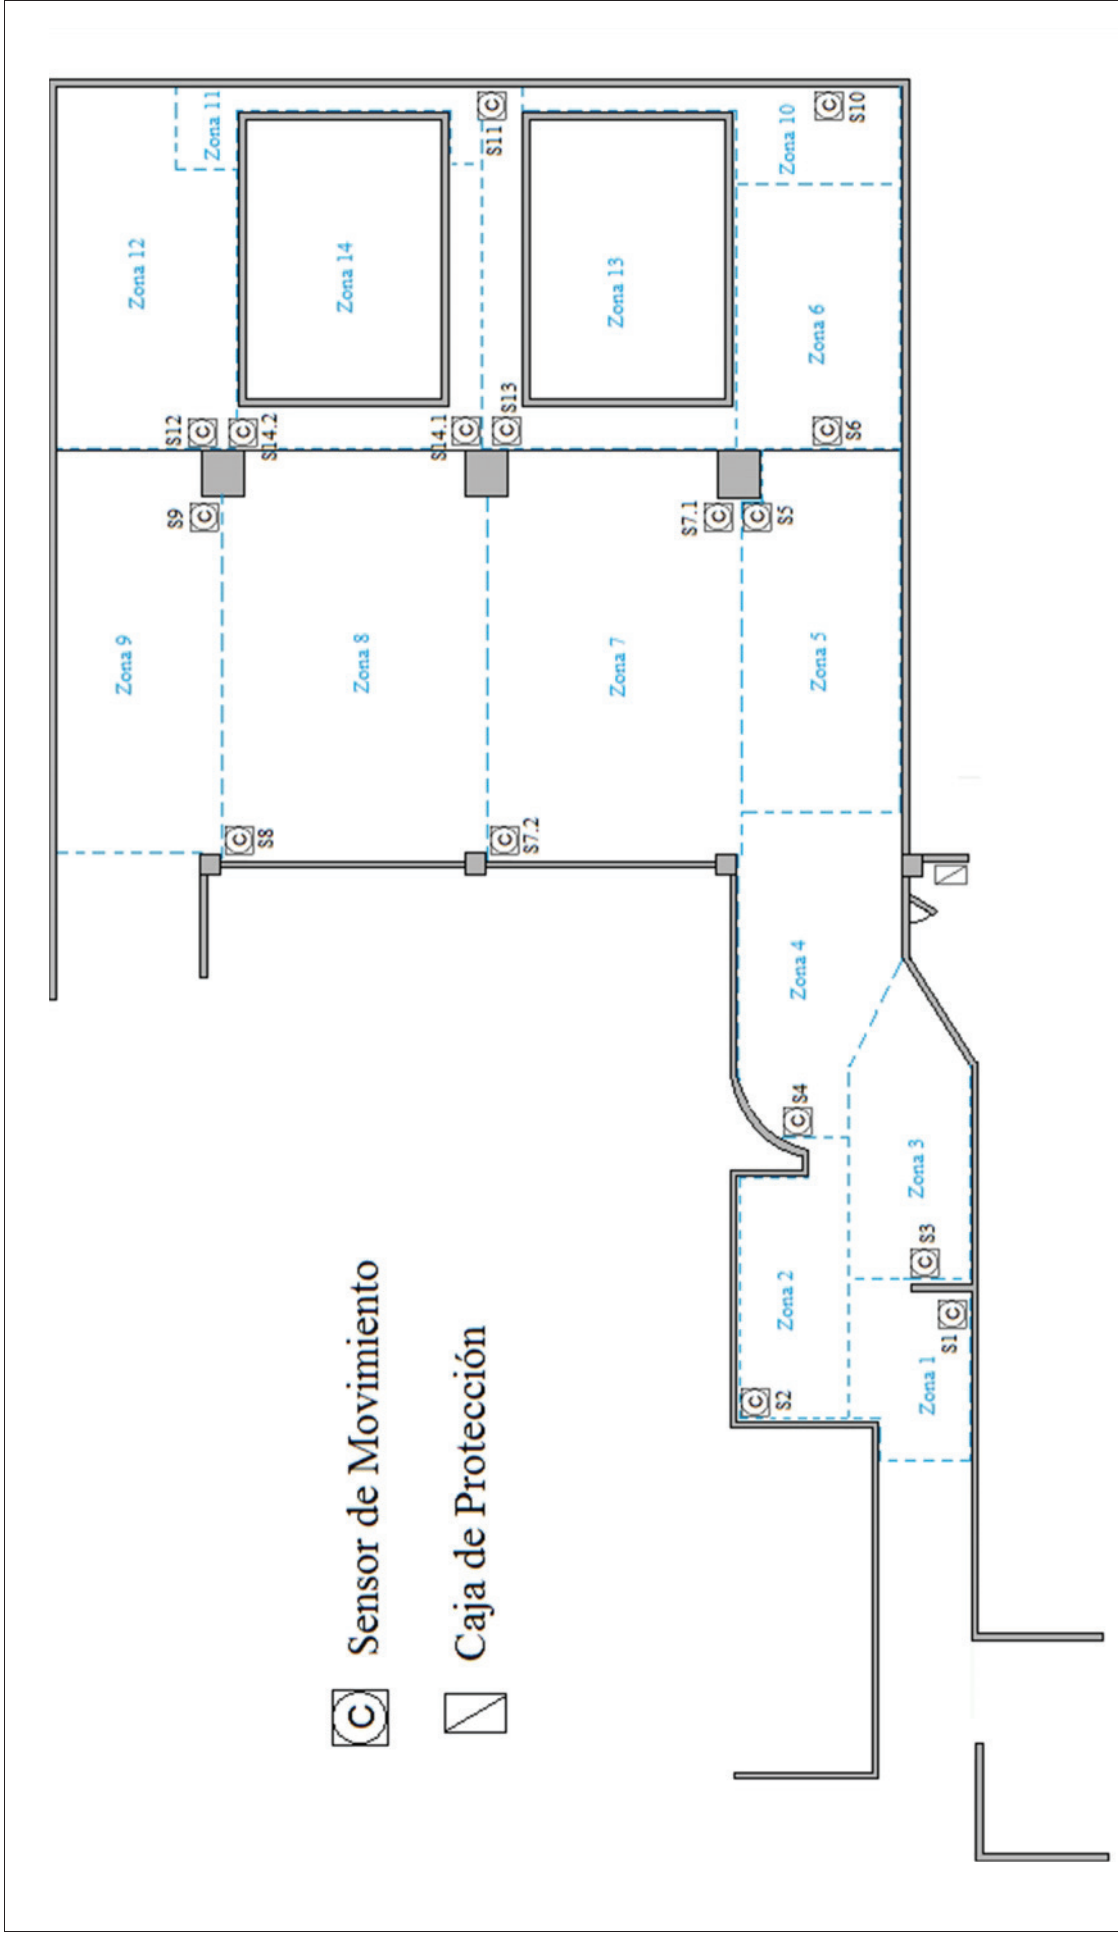 Zona 11
Zona 12
Zona 14
Zona 13
Zona 10
Zona 6
S11
S10
S12
S14.2
S14.1
S13
S6
S9
S7.1
S5
Zona 9
Zona 8
Zona 7
Zona 5
S8
S7.2
Zona 4
S4
Zona 3
S3
Zona 2
S2
S1
Zona 1
C Sensor de Movimiento
Caja de Protección